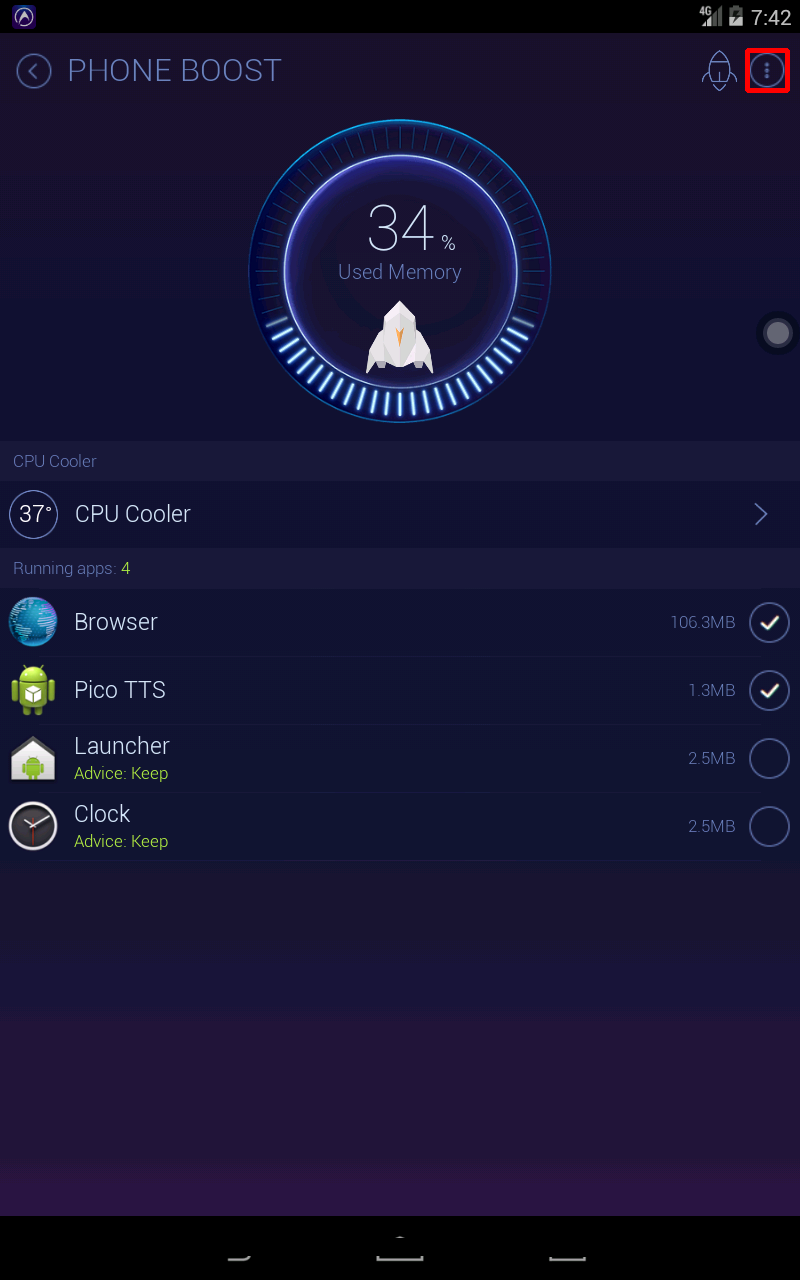 4G 7:42
PHONE BOOST
34 %
Used Memory
CPU Cooler
37° CPU Cooler
Running apps: 4
Browser 106.3MB
Pico TTS 1.3MB
Launcher
Advice: Keep 2.5MB
Clock
Advice: Keep 2.5MB